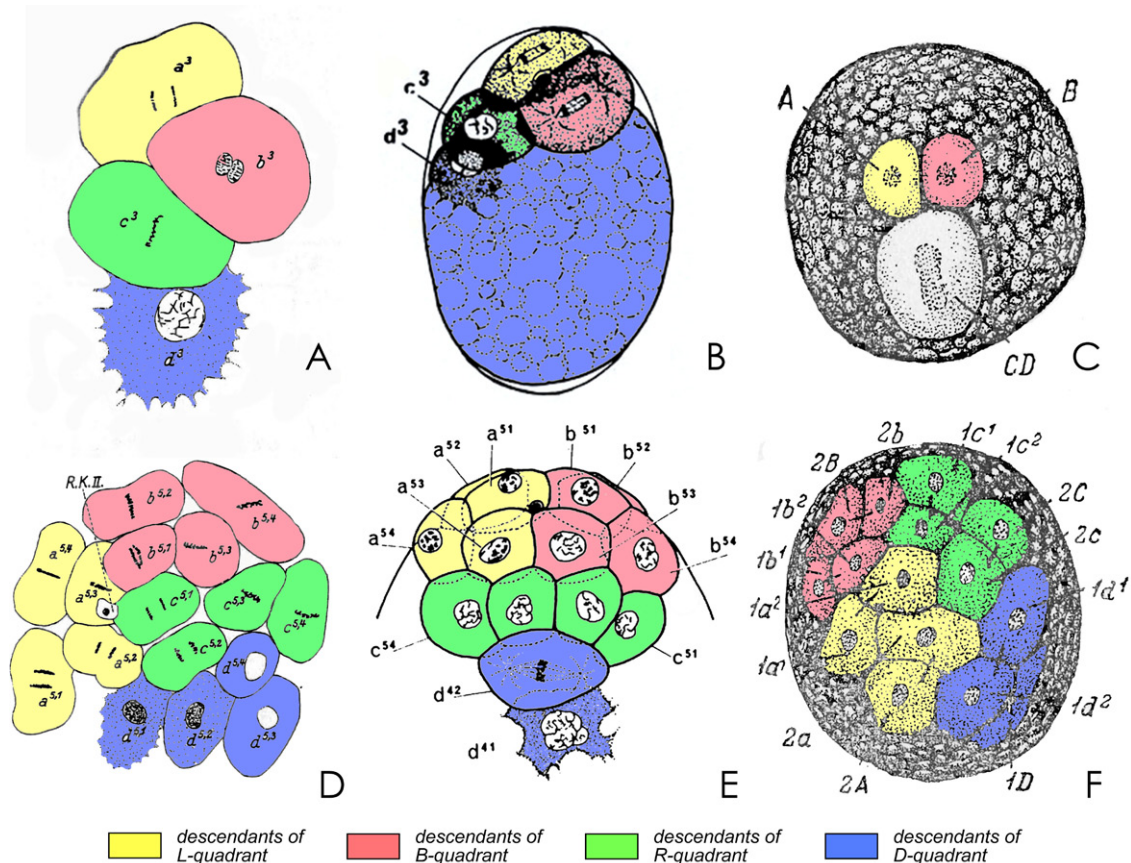 a³
b³
c³
d³
A
c³
d³
B
A
B
CD
C
R.K.II.
b5,2
b5,4
b5,1
b5,3
a5,4
a5,3
c5,1
c5,3
c5,4
a5,2
c5,2
d5,4
a5,1
d5,1
d5,2
d5,3
D
a⁵¹
a⁵²
a⁵³
a⁵⁴
b⁵¹
b⁵²
b⁵³
b⁵⁴
c⁵⁴
c⁵¹
d⁴²
d⁴¹
E
2b
1c¹
1c²
2B
2C
1b²
2c
1b¹
1d¹
1a²
1a¹
1d²
2a
2A
1D
F
descendants of
L-quadrant
descendants of
B-quadrant
descendants of
R-quadrant
descendants of
D-quadrant